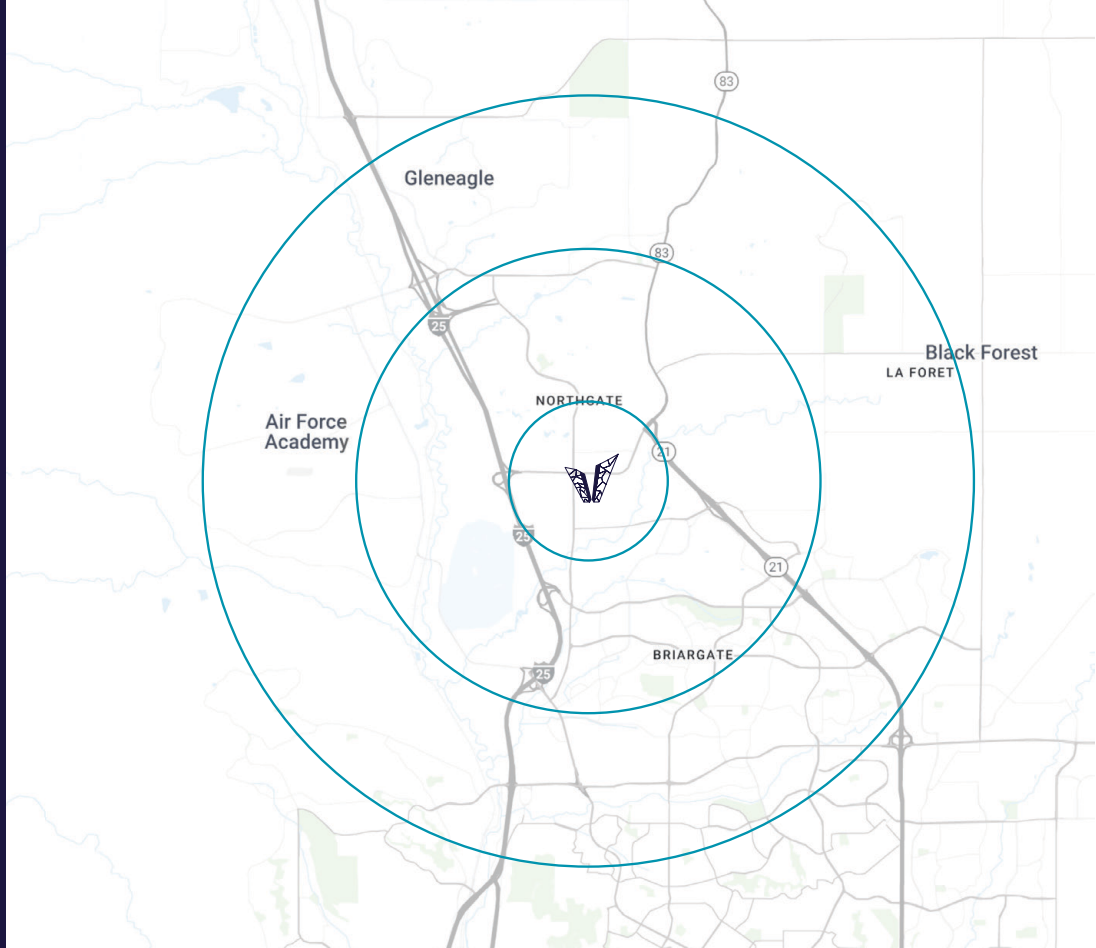 83
Gleneagle
83
25
Black Forest
LA FORET
NORTHGATE
Air Force
Academy
21
25
21
BRIARGATE
25